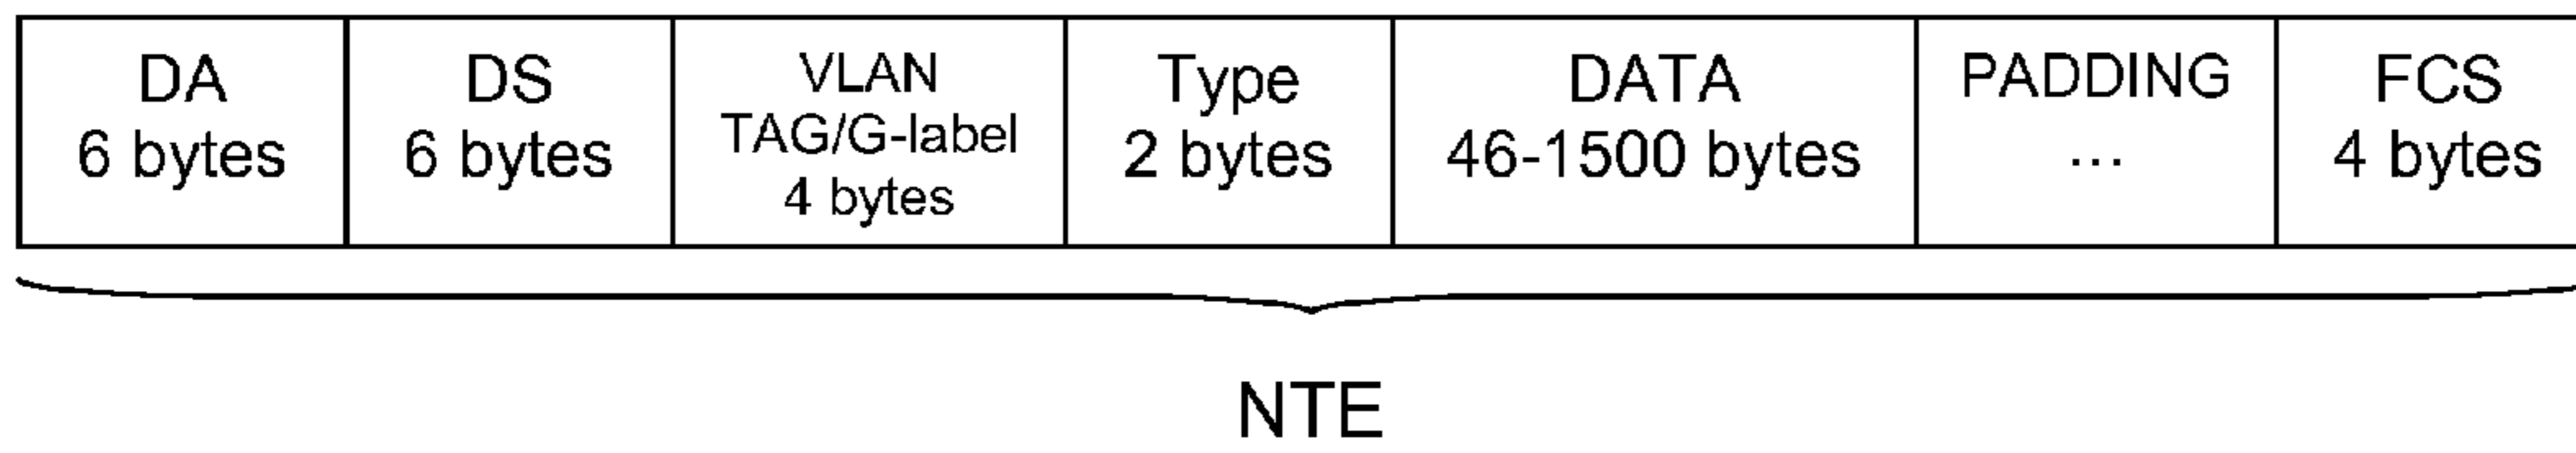 DA
6 bytes
DS
6 bytes
VLAN
TAG/G-label
4 bytes
Type
2 bytes
DATA
46-1500 bytes
PADDING
...
FCS
4 bytes
NTE